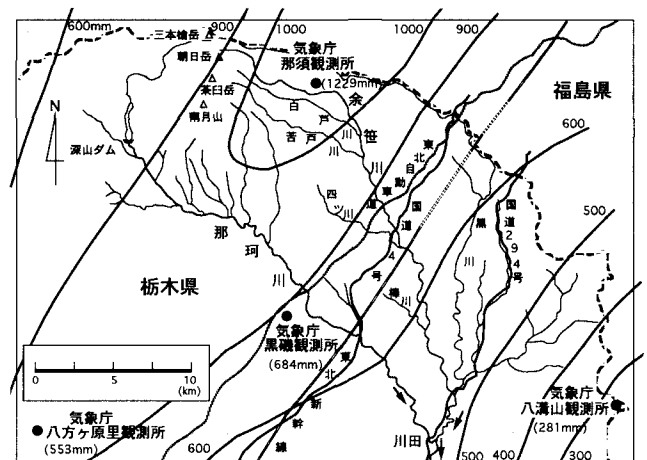 600mm
900
1000
1000
900
三本槍岳
朝日岳
茶臼岳
南月山
気象庁
那須観測所
(1229mm)
福島県
N
深山ダム
余笹川
白戸川
苦戸川
四ツ川
東北自動車道
国道4号
黒川
国道294号
600
500
那珂川
栃木県
気象庁
黒磯観測所
(684mm)
0 5 10
(km)
東北新幹線
気象庁
八溝山観測所
(281mm)
気象庁
八方ヶ原里観測所
(553mm)
600
川田
500
400
300